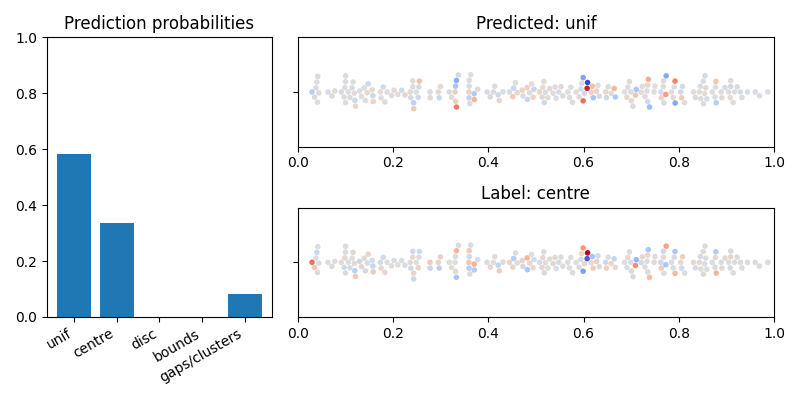 Prediction probabilities
1.0
0.8
0.6
0.4
0.2
0.0
unif
centre
disc
bounds
gaps/clusters
Predicted: unif
0.0 0.2 0.4 0.6 0.8 1.0
Label: centre
0.0 0.2 0.4 0.6 0.8 1.0